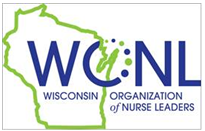 WONL
WISCONSIN ORGANIZATION
of NURSE LEADERS